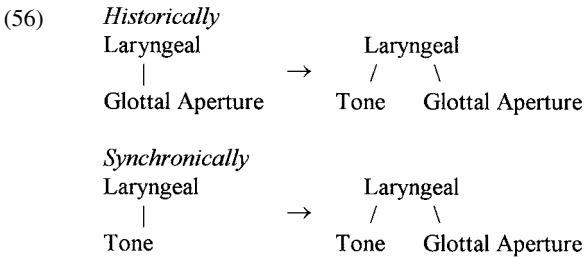 (56) Historically
Laryngeal Laryngeal
| → / \
Glottal Aperture Tone Glottal Aperture
Synchronically
Laryngeal Laryngeal
| → / \
Tone Tone Glottal Aperture